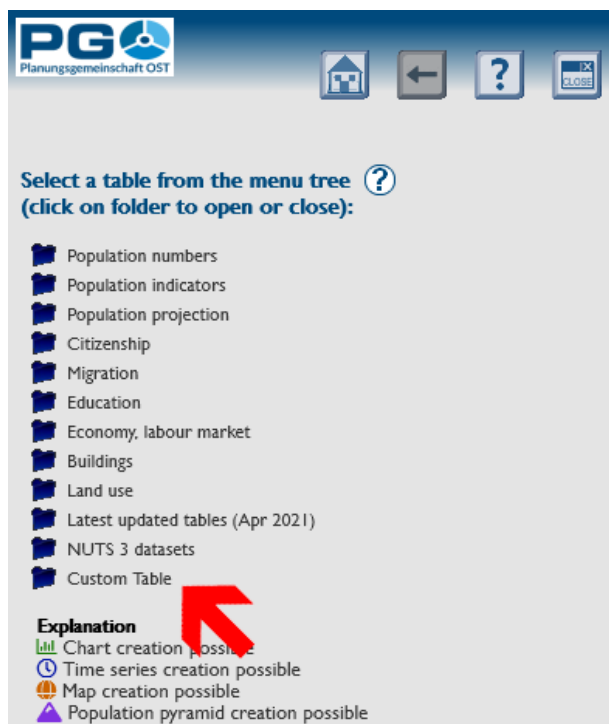 PGO
Planungsgemeinschaft OST
?
X
CLOSE
Select a table from the menu tree ?
(click on folder to open or close):
Population numbers
Population indicators
Population projection
Citizenship
Migration
Education
Economy, labour market
Buildings
Land use
Latest updated tables (Apr 2021)
NUTS 3 datasets
Custom Table
Explanation
Chart creation possible
Time series creation possible
Map creation possible
Population pyramid creation possible